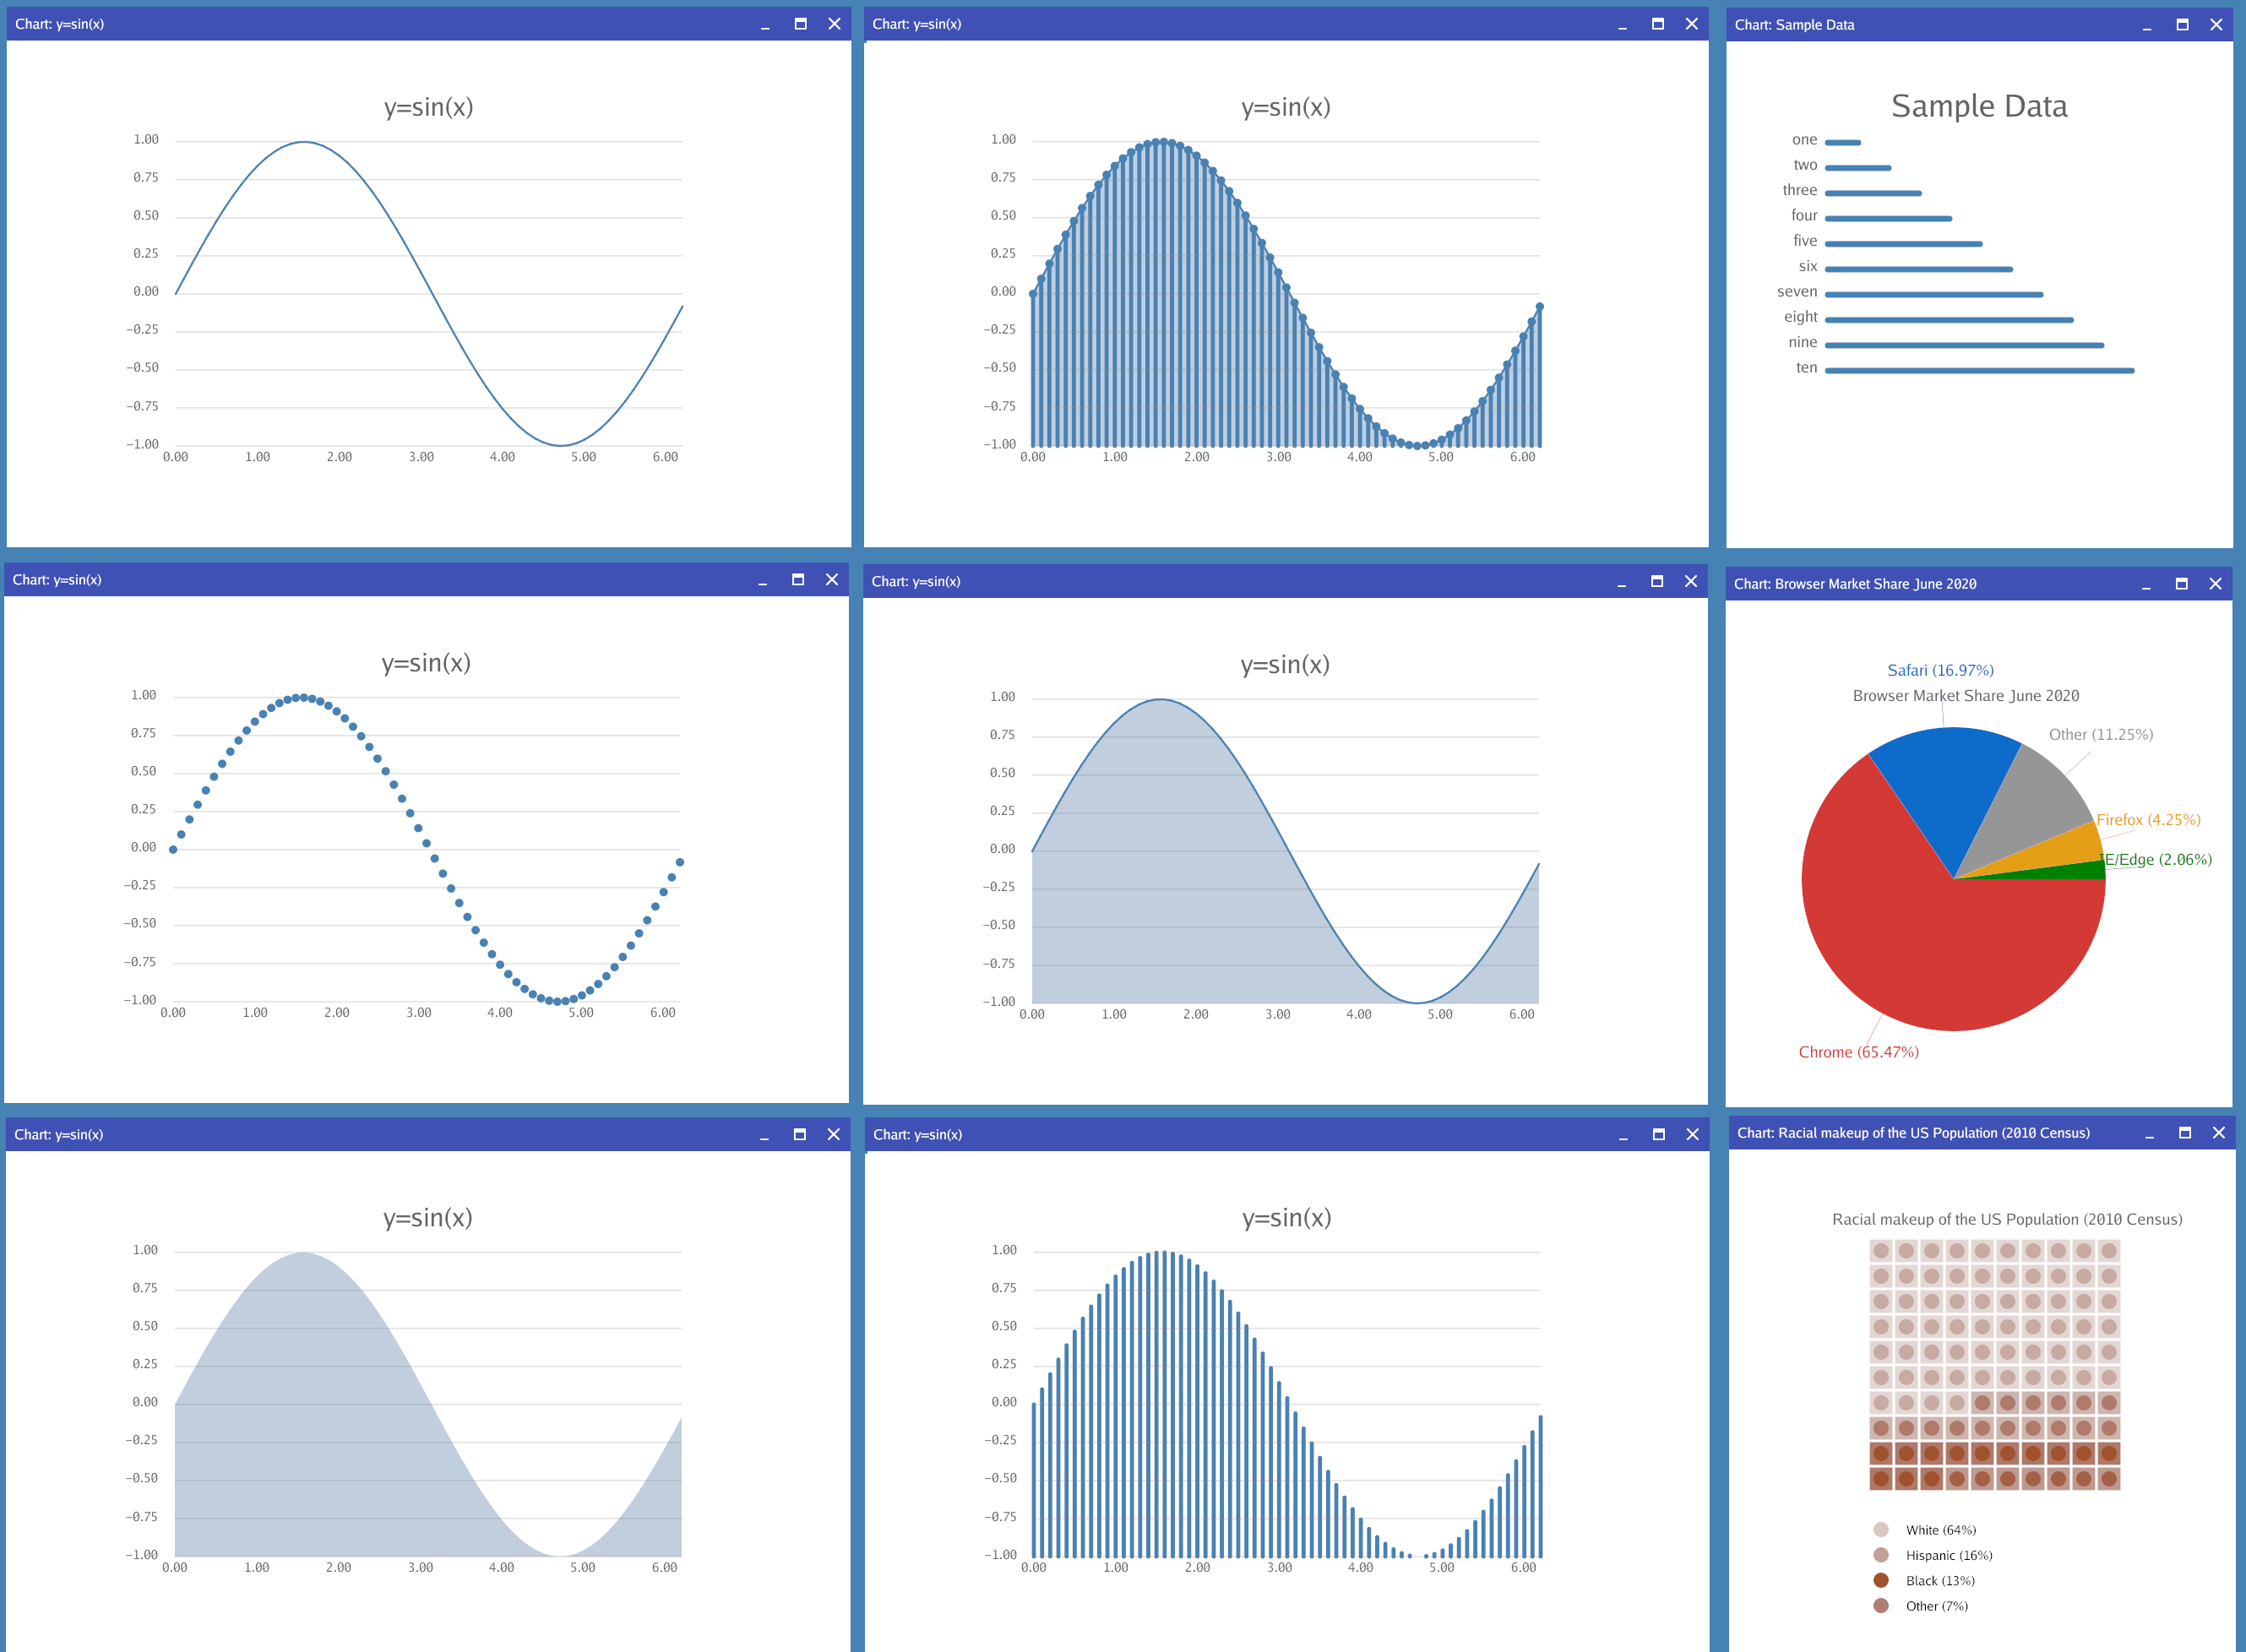 Chart: y=sin(x)
y=sin(x)
1.00
0.75
0.50
0.25
0.00
−0.25
−0.50
−0.75
−1.00
0.00 1.00 2.00 3.00 4.00 5.00 6.00
Chart: y=sin(x)
y=sin(x)
1.00
0.75
0.50
0.25
0.00
−0.25
−0.50
−0.75
−1.00
0.00 1.00 2.00 3.00 4.00 5.00 6.00
Chart: Sample Data
Sample Data
one
two
three
four
five
six
seven
eight
nine
ten
Chart: y=sin(x)
y=sin(x)
1.00
0.75
0.50
0.25
0.00
−0.25
−0.50
−0.75
−1.00
0.00 1.00 2.00 3.00 4.00 5.00 6.00
Chart: y=sin(x)
y=sin(x)
1.00
0.75
0.50
0.25
0.00
−0.25
−0.50
−0.75
−1.00
0.00 1.00 2.00 3.00 4.00 5.00 6.00
Chart: Browser Market Share June 2020
Safari (16.97%)
Browser Market Share June 2020
Other (11.25%)
Firefox (4.25%)
IE/Edge (2.06%)
Chrome (65.47%)
Chart: y=sin(x)
y=sin(x)
1.00
0.75
0.50
0.25
0.00
−0.25
−0.50
−0.75
−1.00
0.00 1.00 2.00 3.00 4.00 5.00 6.00
Chart: y=sin(x)
y=sin(x)
1.00
0.75
0.50
0.25
0.00
−0.25
−0.50
−0.75
−1.00
0.00 1.00 2.00 3.00 4.00 5.00 6.00
Chart: Racial makeup of the US Population (2010 Census)
Racial makeup of the US Population (2010 Census)
White (64%)
Hispanic (16%)
Black (13%)
Other (7%)